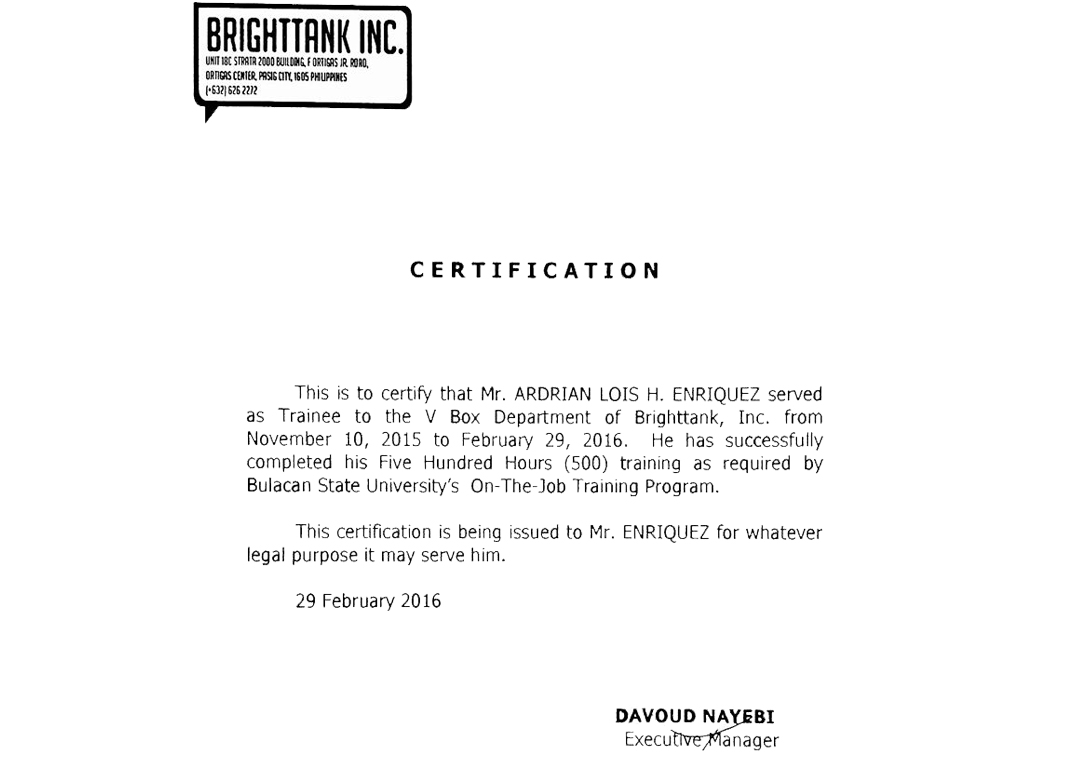 BRIGHTTANK INC.
UNIT 18C STRATA 2000 BUILDING, F ORTIGAS JR. ROAD,
ORTIGAS CENTER, PASIG CITY, 1605 PHILIPPINES
(+632) 626 2272
CERTIFICATION
This is to certify that Mr. ARDRIAN LOIS H. ENRIQUEZ served
as Trainee to the V Box Department of Brighttank, Inc. from
November 10, 2015 to February 29, 2016. He has successfully
completed his Five Hundred Hours (500) training as required by
Bulacan State University's On-The-Job Training Program.
This certification is being issued to Mr. ENRIQUEZ for whatever
legal purpose it may serve him.
29 February 2016
DAVOUD NAYEBI
Executive Manager